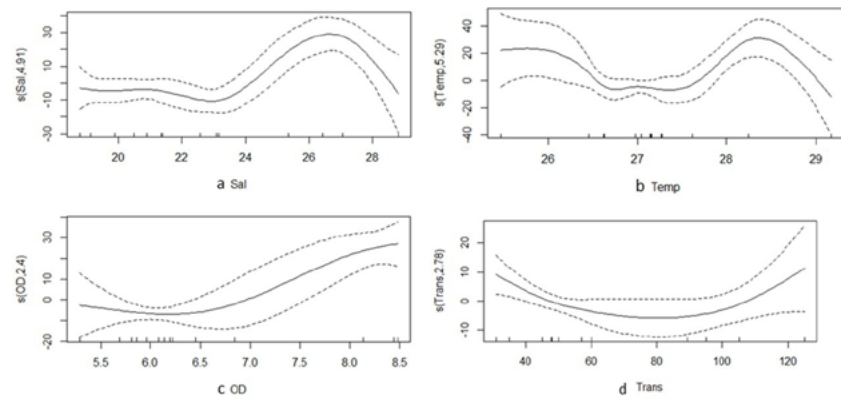 s(Sal,4.91)
30
10
-10
-30
20 22 24 26 28
a Sal
s(Temp,5.29)
40
20
0
-20
-40
26 27 28 29
b Temp
s(OD,2.4)
30
10
0
-20
5.5 6.0 6.5 7.0 7.5 8.0 8.5
c OD
s(Trans,2.78)
20
10
0
-10
40 60 80 100 120
d Trans